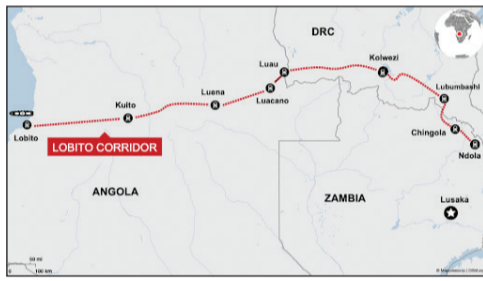 DRC
Luau
Kolwezi
Lubumbashi
Luena
Luacano
Kuito
Lobito
Chingola
Ndola
LOBITO CORRIDOR
ANGOLA
ZAMBIA
Lusaka
50 mi
100 km